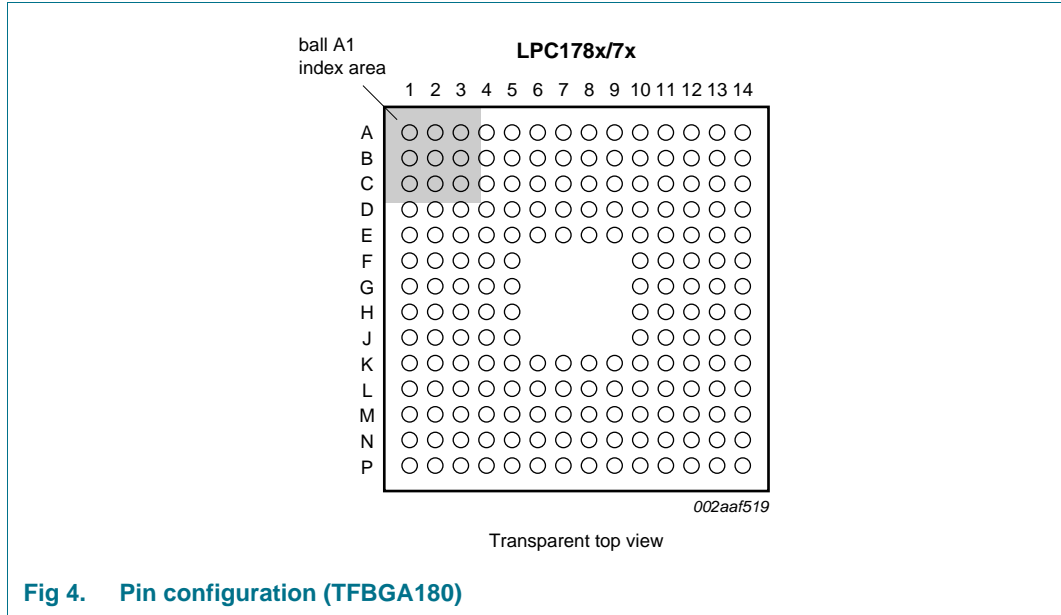 ball A1
index area
LPC178x/7x
1 2 3 4 5 6 7 8 9 10 11 12 13 14
A
B
C
D
E
F
G
H
J
K
L
M
N
P
002aaf519
Transparent top view
Fig 4. Pin configuration (TFBGA180)